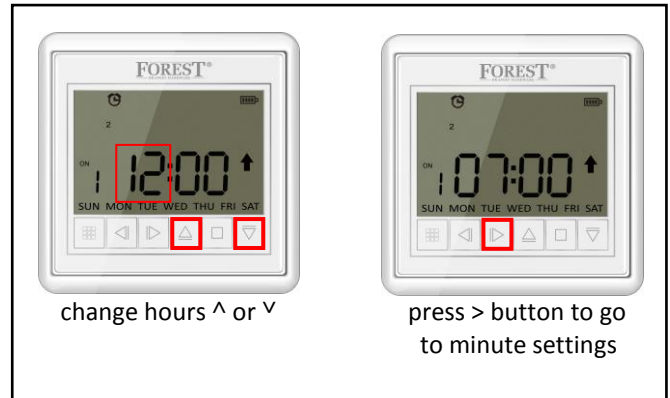 FOREST®
2
ON
1 12:00
SUN MON TUE WED THU FRI SAT
change hours ^ or ˅
FOREST®
2
ON
1 07:00
SUN MON TUE WED THU FRI SAT
press > button to go
to minute settings